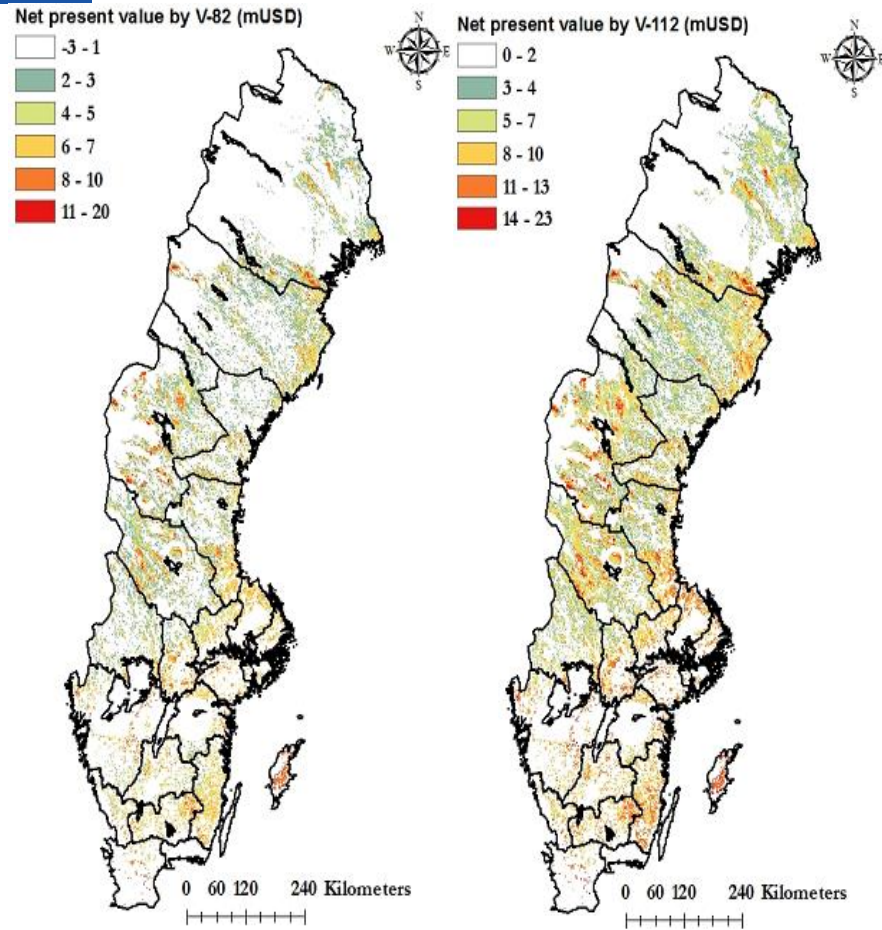 Net present value by V-82 (mUSD)
-3 - 1
2 - 3
4 - 5
6 - 7
8 - 10
11 - 20
N
W E
S
0 60 120 240 Kilometers
Net present value by V-112 (mUSD)
0 - 2
3 - 4
5 - 7
8 - 10
11 - 13
14 - 23
N
W E
S
0 60 120 240 Kilometers